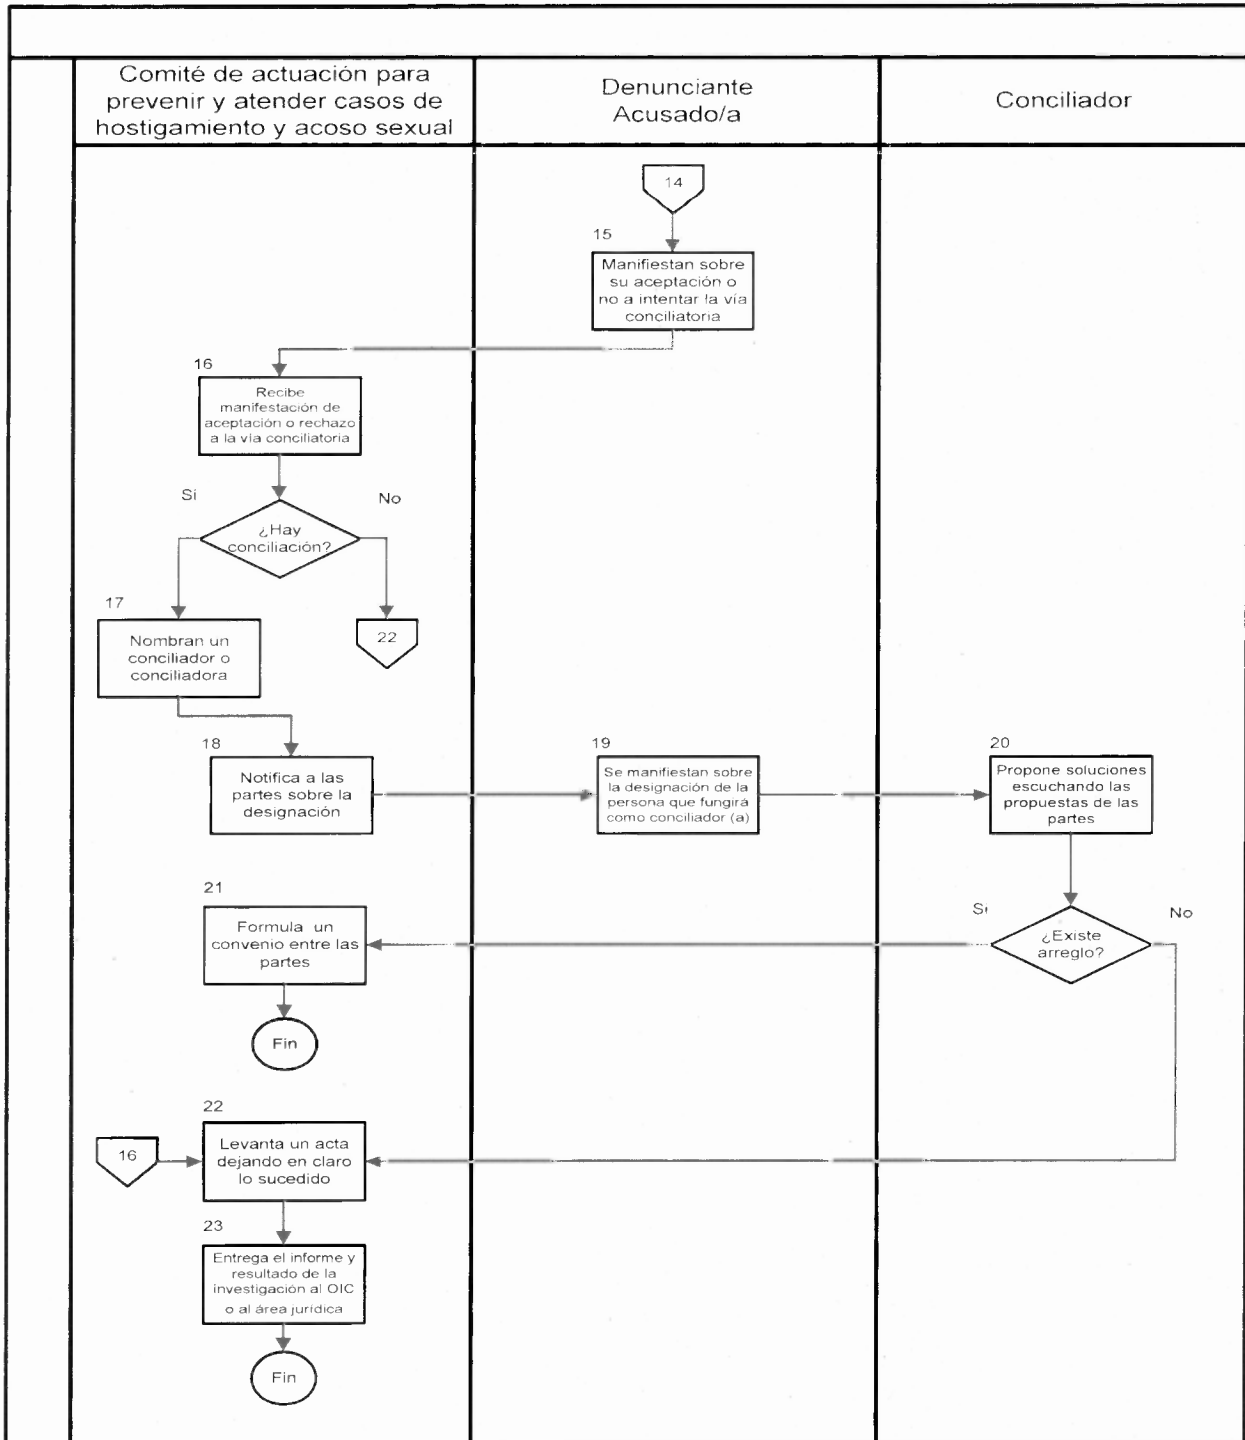 Comité de actuación para
prevenir y atender casos de
hostigamiento y acoso sexual
Denunciante
Acusado/a
Conciliador
14
15
Manifiestan sobre
su aceptación o
no a intentar la vía
conciliatoria
16
Recibe
manifestación de
aceptación o rechazo
a la vía conciliatoria
Si
No
¿Hay
conciliación?
17
Nombran un
conciliador o
conciliadora
22
18
Notifica a las
partes sobre la
designación
19
Se manifiestan sobre
la designación de la
persona que fungirá
como conciliador (a)
20
Propone soluciones
escuchando las
propuestas de las
partes
21
Formula un
convenio entre las
partes
Si
No
¿Existe
arreglo?
Fin
22
16
Levanta un acta
dejando en claro
lo sucedido
23
Entrega el informe y
resultado de la
investigación al OIC
o al área jurídica
Fin